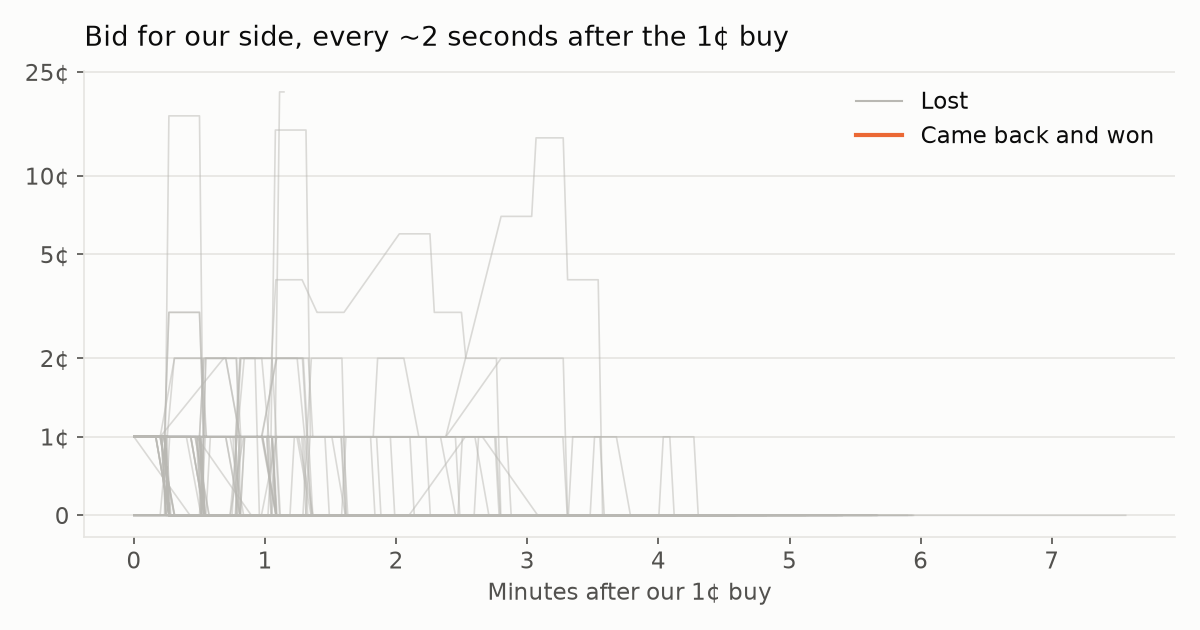 Bid for our side, every ~2 seconds after the 1¢ buy
25¢
10¢
5¢
2¢
1¢
0
Lost
Came back and won
0 1 2 3 4 5 6 7
Minutes after our 1¢ buy